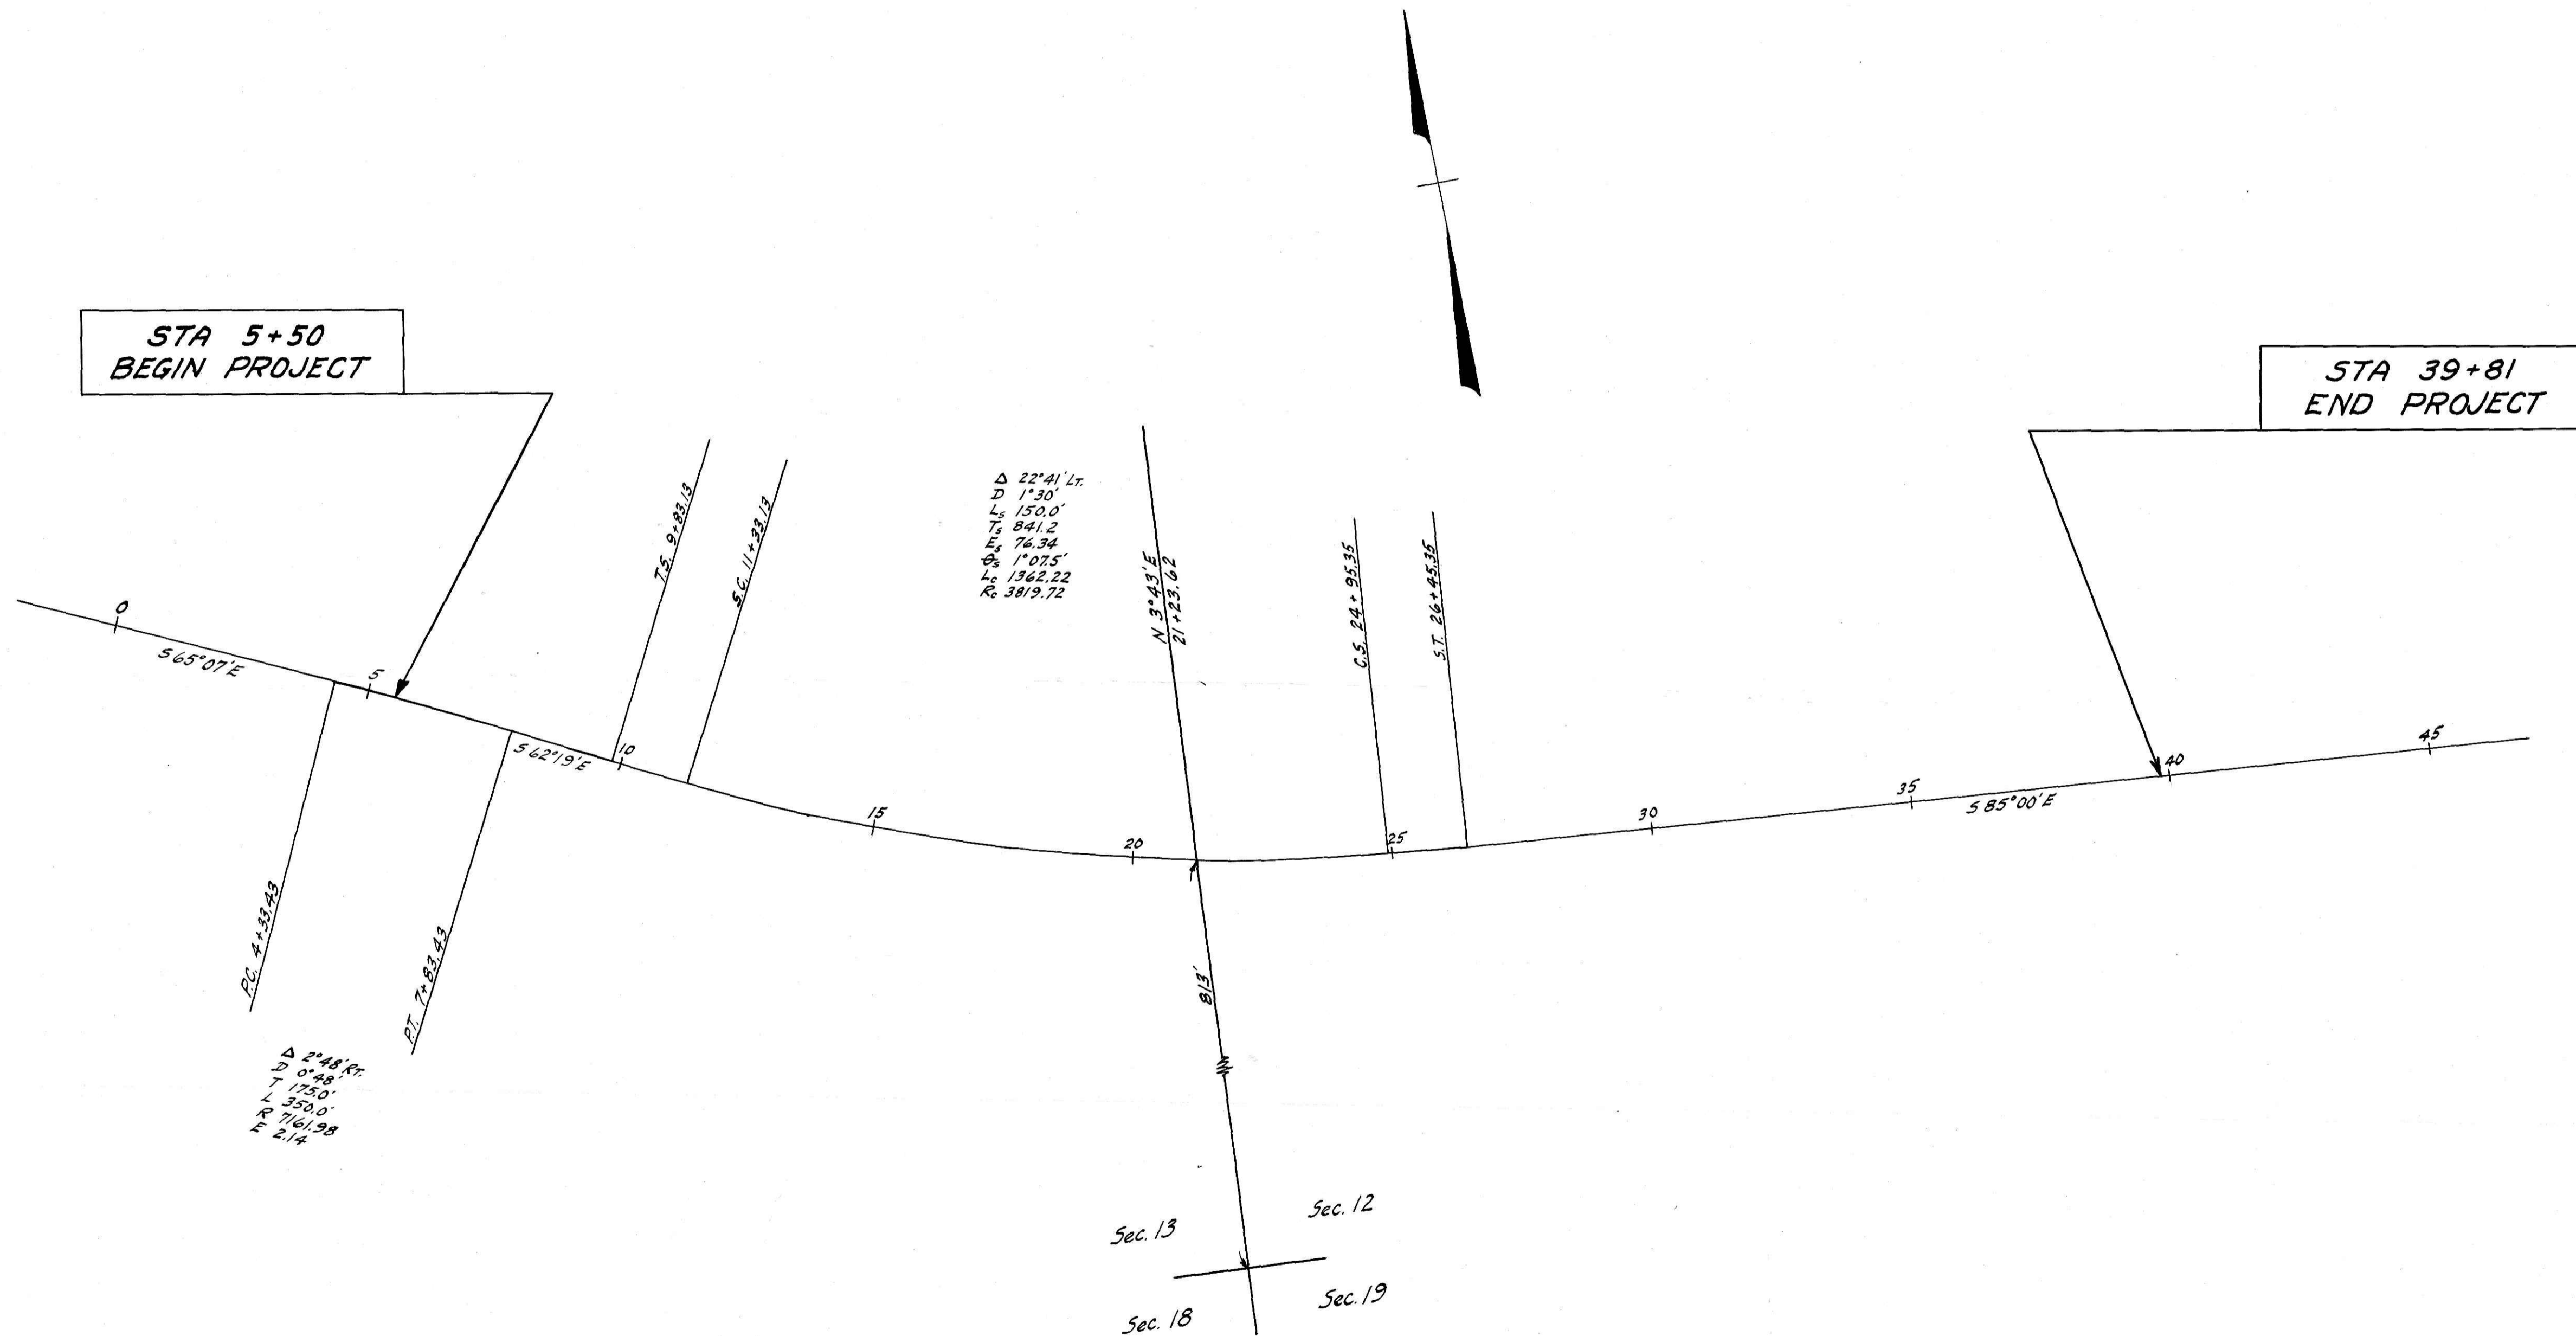 STA 5+50
BEGIN PROJECT
STA 39+81
END PROJECT
T.S. 9+83.13
S.C. 11+33.13
Δ 22°41' LT.
D 1°30'
Ls 150.0'
Ts 841.2
Es 76.34
θs 1°07.5'
Lc 1362.22
Rc 3819.72
N 3°43'E
21+23.62
C.S. 24+95.35
S.T. 26+45.35
0
S 65°07'E
5
S 62°19'E
10
15
20
25
30
35
S 85°00'E
40
45
P.C. 4+33.43
P.T. 7+83.43
Δ 2°48' RT.
D 0°48'
T 175.0'
L 350.0'
R 7161.98
E 2.14
813'
Sec. 13
Sec. 12
Sec. 18
Sec. 19